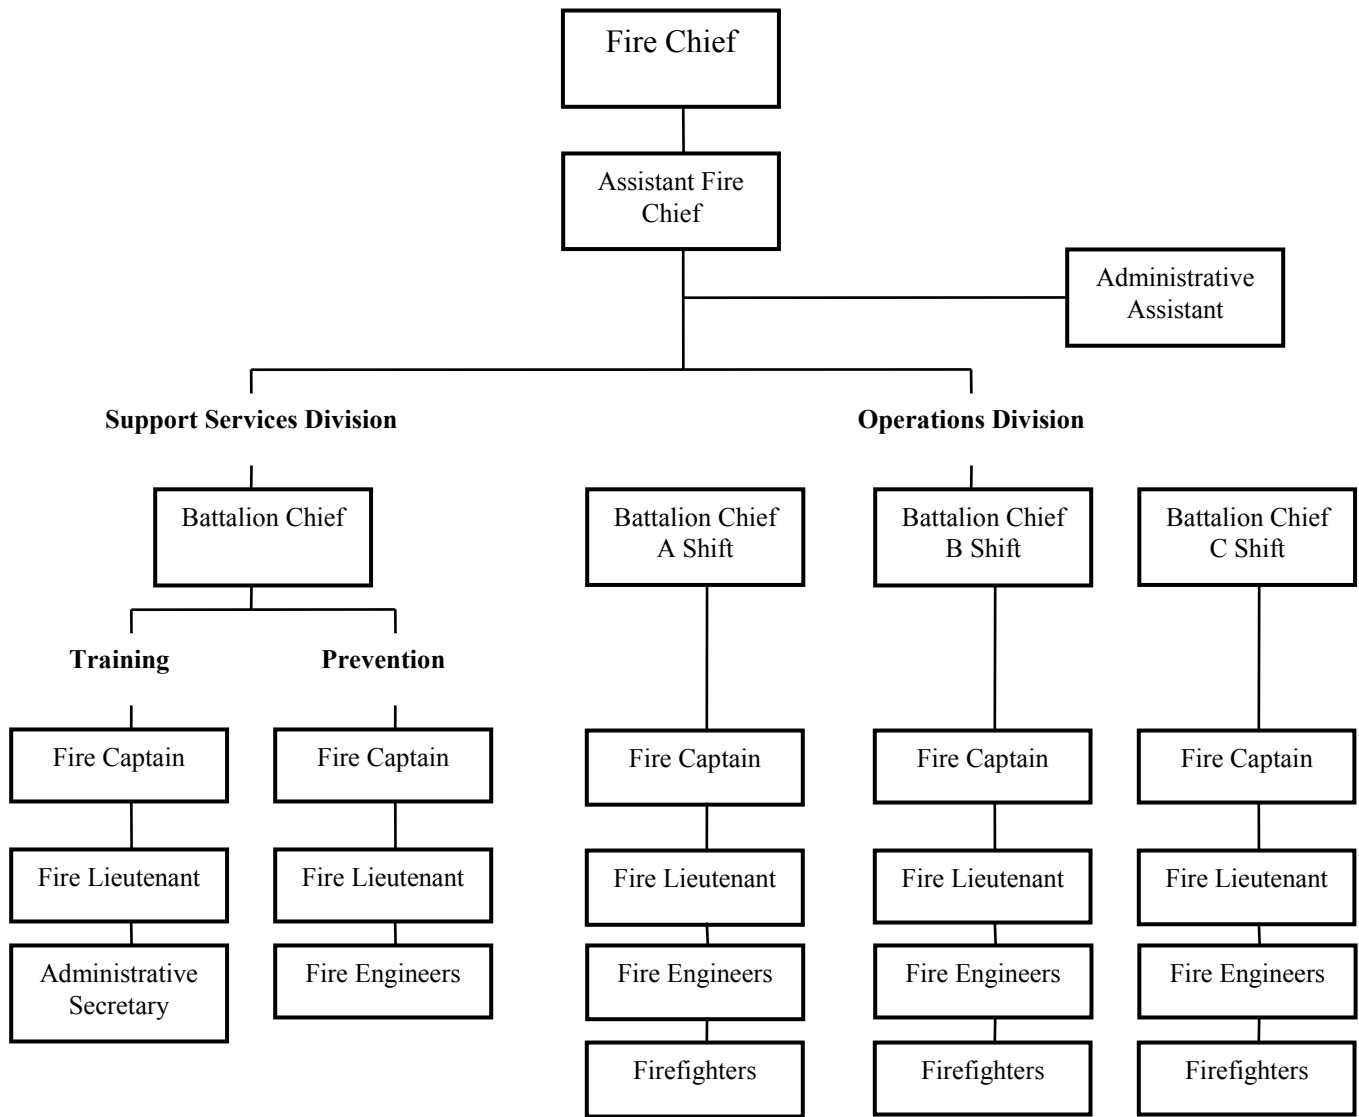 Fire Chief
Assistant Fire
Chief
Administrative
Assistant
Support Services Division
Operations Division
Battalion Chief
Battalion Chief
A Shift
Battalion Chief
B Shift
Battalion Chief
C Shift
Training
Prevention
Fire Captain
Fire Captain
Fire Captain
Fire Captain
Fire Captain
Fire Lieutenant
Fire Lieutenant
Fire Lieutenant
Fire Lieutenant
Fire Lieutenant
Administrative
Secretary
Fire Engineers
Fire Engineers
Fire Engineers
Fire Engineers
Firefighters
Firefighters
Firefighters